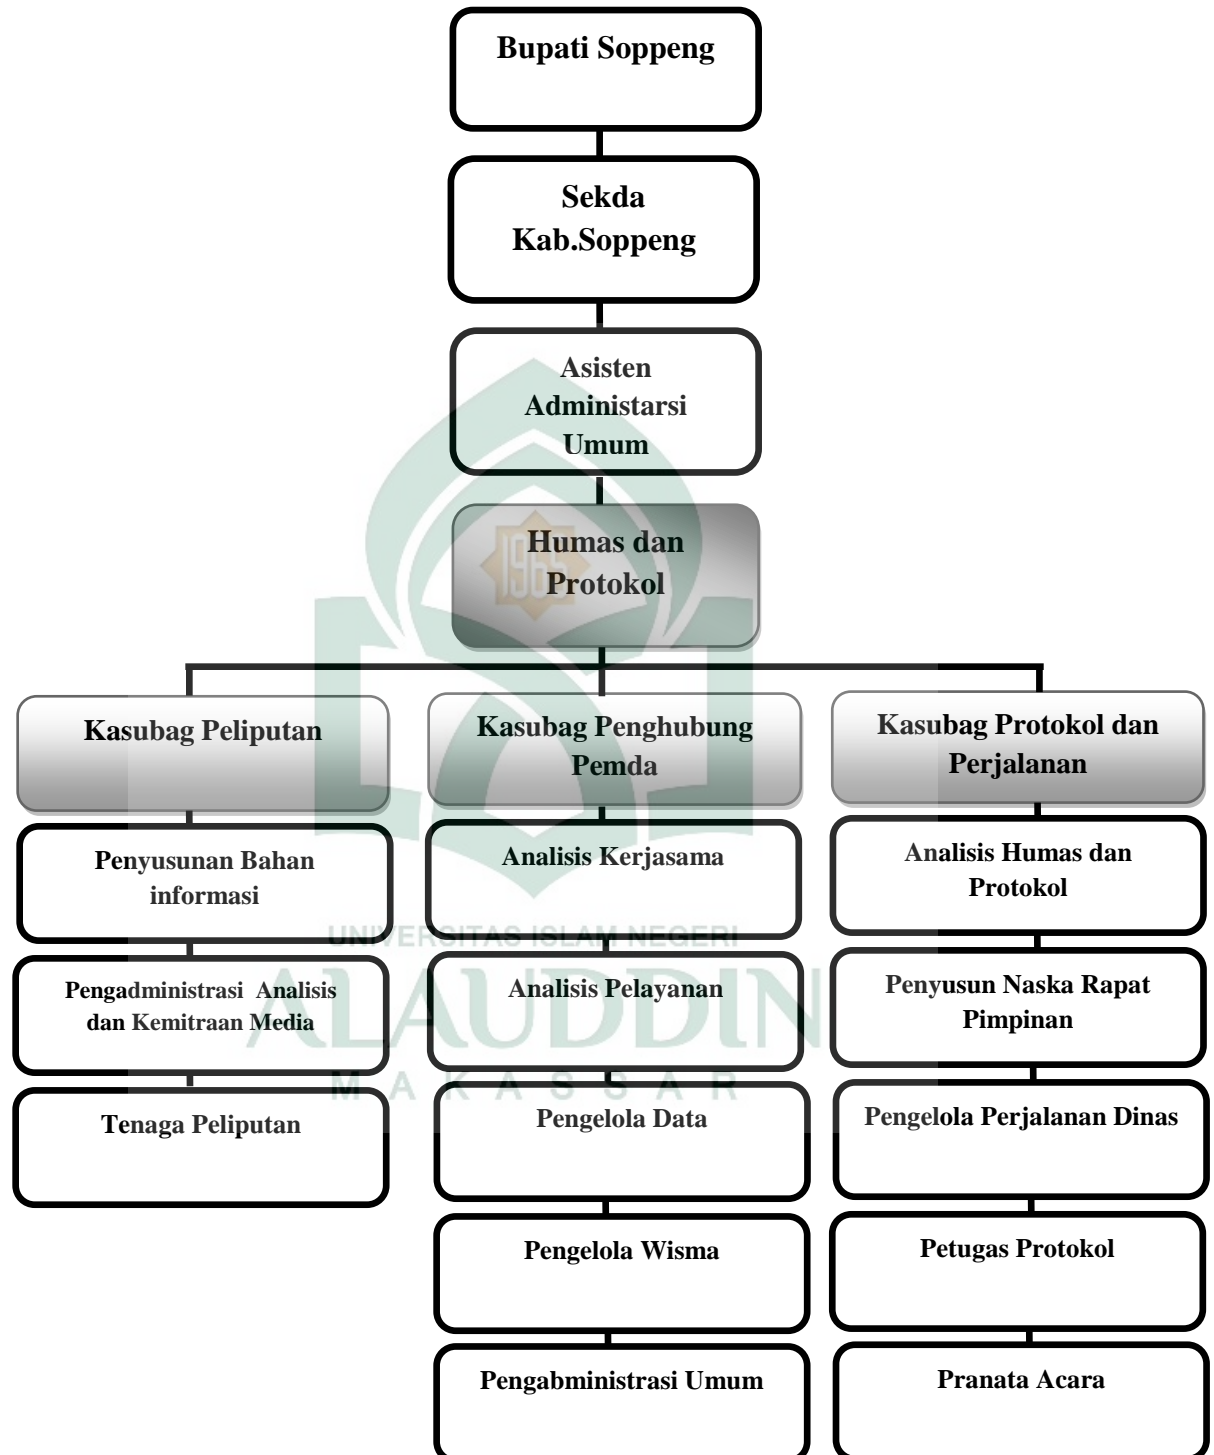 Bupati Soppeng
Sekda
Kab.Soppeng
Asisten
Administarsi
Umum
Humas dan
Protokol
1965
Kasubag Peliputan
Penyusunan Bahan
informasi
Pengadministrasi Analisis
dan Kemitraan Media
Tenaga Peliputan
Kasubag Penghubung
Pemda
Analisis Kerjasama
Analisis Pelayanan
Pengelola Data
Pengelola Wisma
Pengabministrasi Umum
Kasubag Protokol dan
Perjalanan
Analisis Humas dan
Protokol
Penyusun Naska Rapat
Pimpinan
Pengelola Perjalanan Dinas
Petugas Protokol
Pranata Acara
UNIVERSITAS ISLAM NEGERI
ALAUDDIN
MAKASSAR